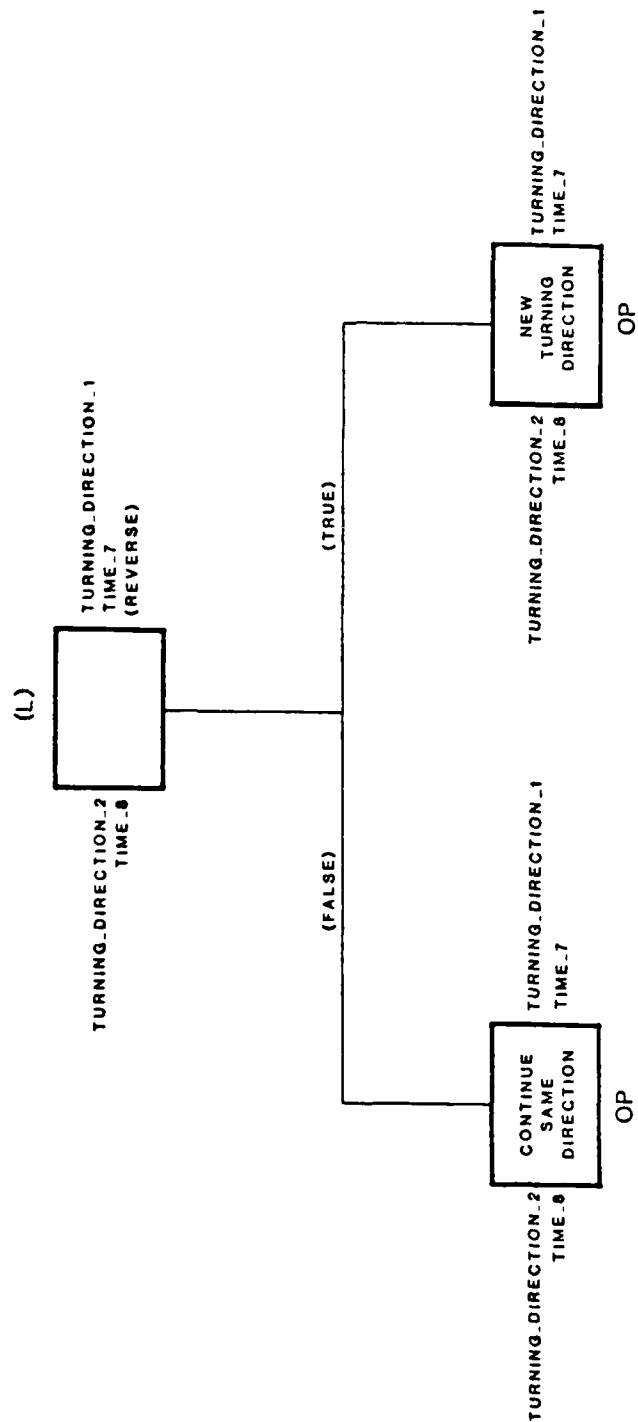 (L)
TURNING_DIRECTION_2
TIME_8
TURNING_DIRECTION_1
TIME_7
(REVERSE)
(FALSE)
(TRUE)
TURNING_DIRECTION_2
TIME_8
CONTINUE
SAME
DIRECTION
TURNING_DIRECTION_1
TIME_7
OP
TURNING_DIRECTION_2
TIME_8
NEW
TURNING
DIRECTION
TURNING_DIRECTION_1
TIME_7
OP